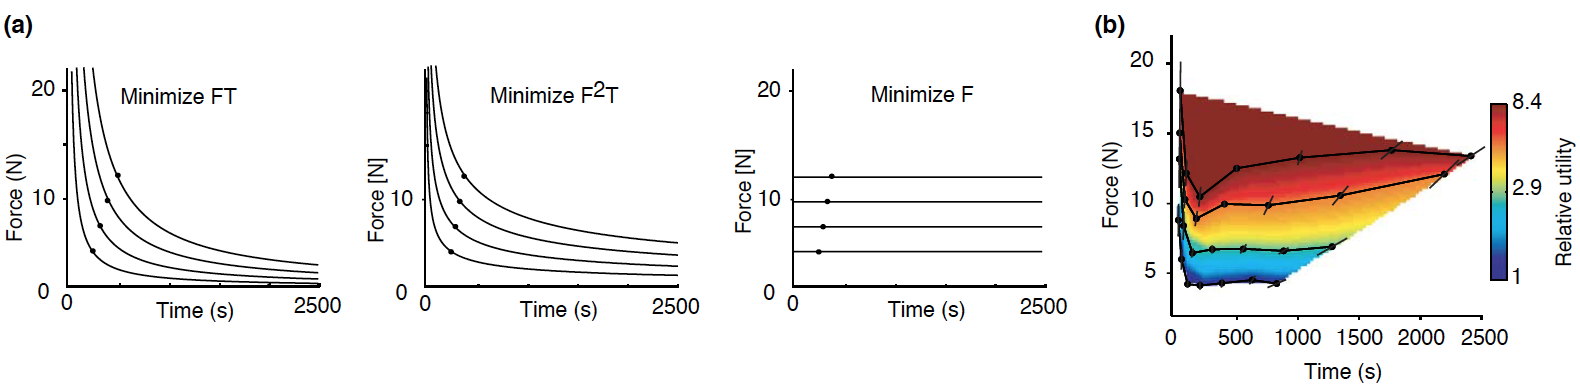 (a)
Force (N)
20
10
0
Minimize FT
0
Time (s)
2500
Force [N]
10
0
Minimize F2T
0
Time (s)
2500
Force [N]
20
10
0
Minimize F
0
Time (s)
2500
(b)
Force (N)
20
15
10
5
0 500 1000 1500 2000 2500
Time (s)
8.4
2.9
1
Relative utility